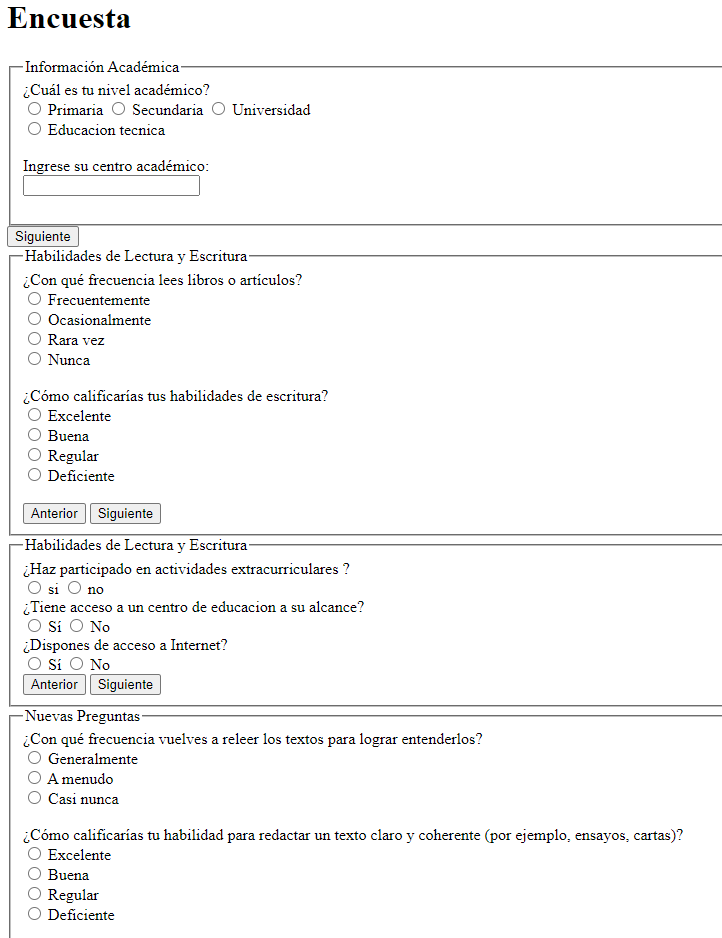 Encuesta
Información Académica
¿Cuál es tu nivel académico?
Primaria Secundaria Universidad
Educacion tecnica
Ingrese su centro académico:
Siguiente
Habilidades de Lectura y Escritura
¿Con qué frecuencia lees libros o artículos?
Frecuentemente
Ocasionalmente
Rara vez
Nunca
¿Cómo calificarías tus habilidades de escritura?
Excelente
Buena
Regular
Deficiente
Anterior Siguiente
Habilidades de Lectura y Escritura
¿Haz participado en actividades extracurriculares ?
si no
¿Tiene acceso a un centro de educacion a su alcance?
Sí No
¿Dispones de acceso a Internet?
Sí No
Anterior Siguiente
Nuevas Preguntas
¿Con qué frecuencia vuelves a releer los textos para lograr entenderlos?
Generalmente
A menudo
Casi nunca
¿Cómo calificarías tu habilidad para redactar un texto claro y coherente (por ejemplo, ensayos, cartas)?
Excelente
Buena
Regular
Deficiente